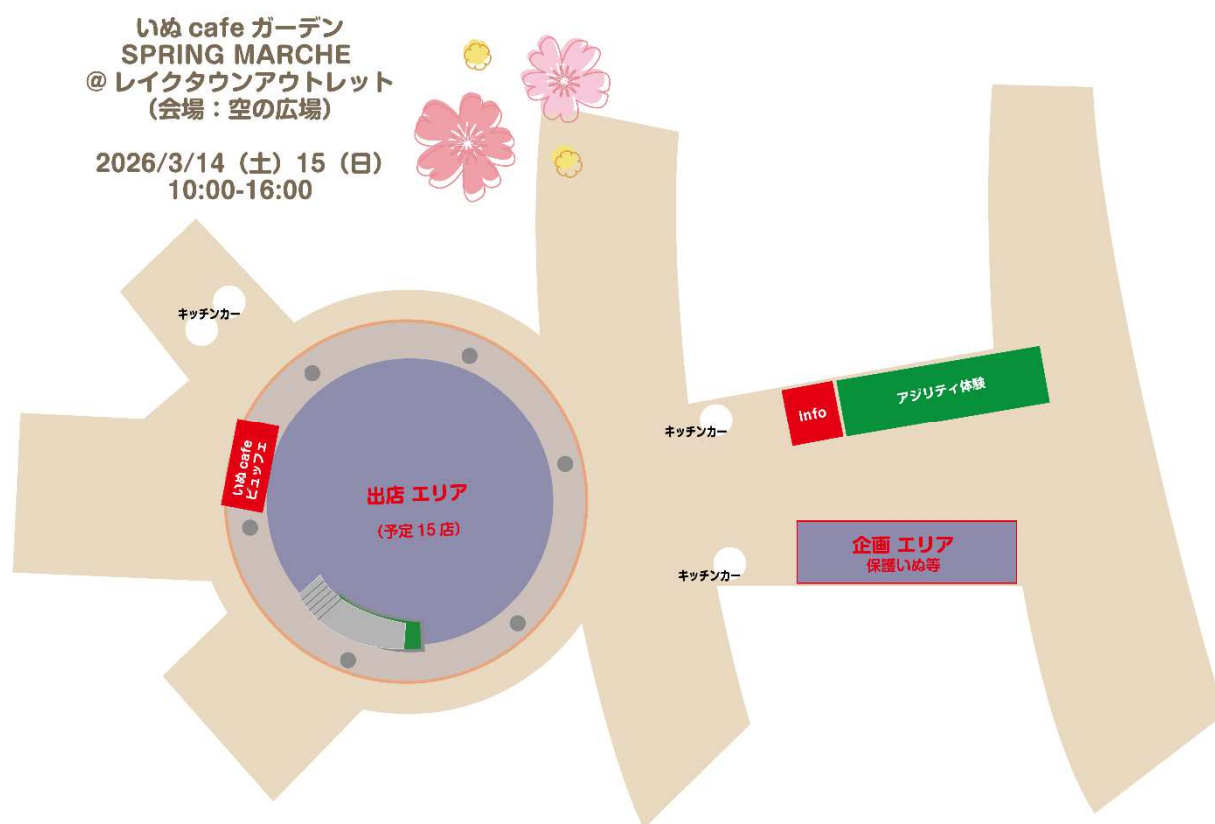 いぬ cafe ガーデン
SPRING MARCHE
@ レイクタウンアウトレット
（会場：空の広場）
2026/3/14（土）15（日）
10:00-16:00
キッチンカー
いぬ cafe
ビュッフェ
出店 エリア
（予定 15 店）
キッチンカー
info
アジリティ体験
キッチンカー
企画 エリア
保護いぬ等